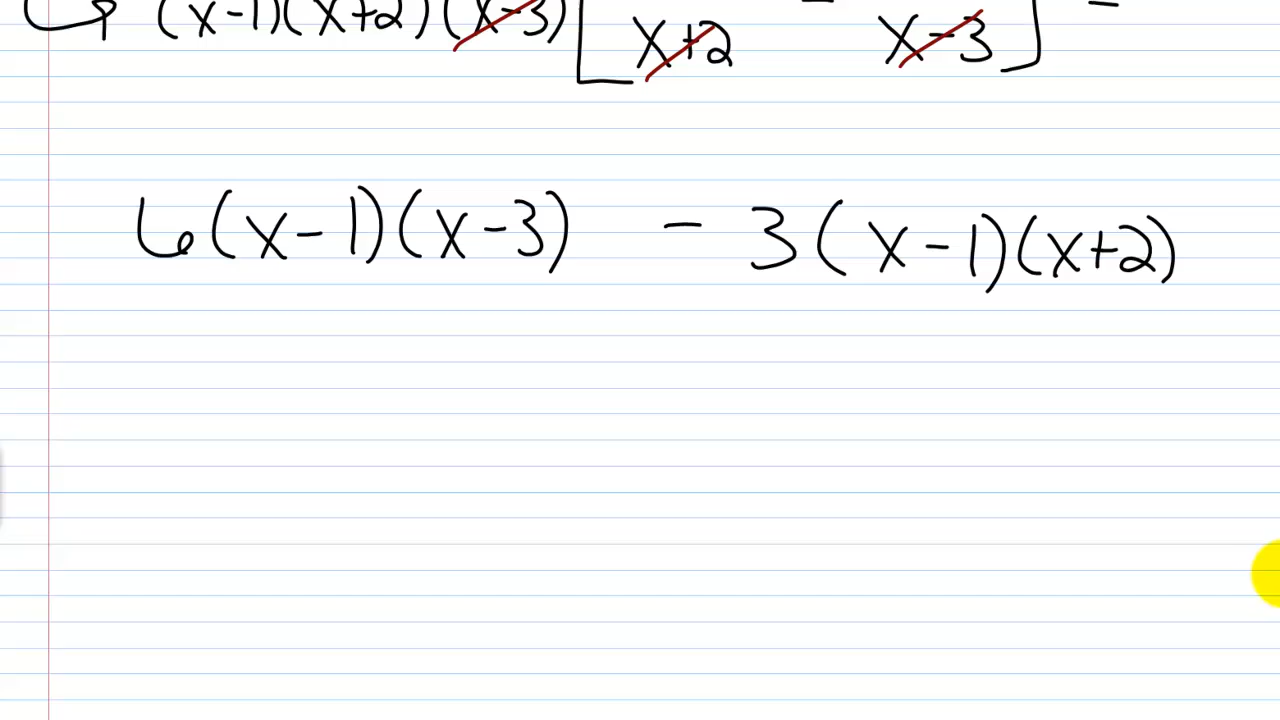 (x-1)(x+2)(x-3)[ x+2 - x-3 ] =
6(x-1)(x-3) - 3(x-1)(x+2)